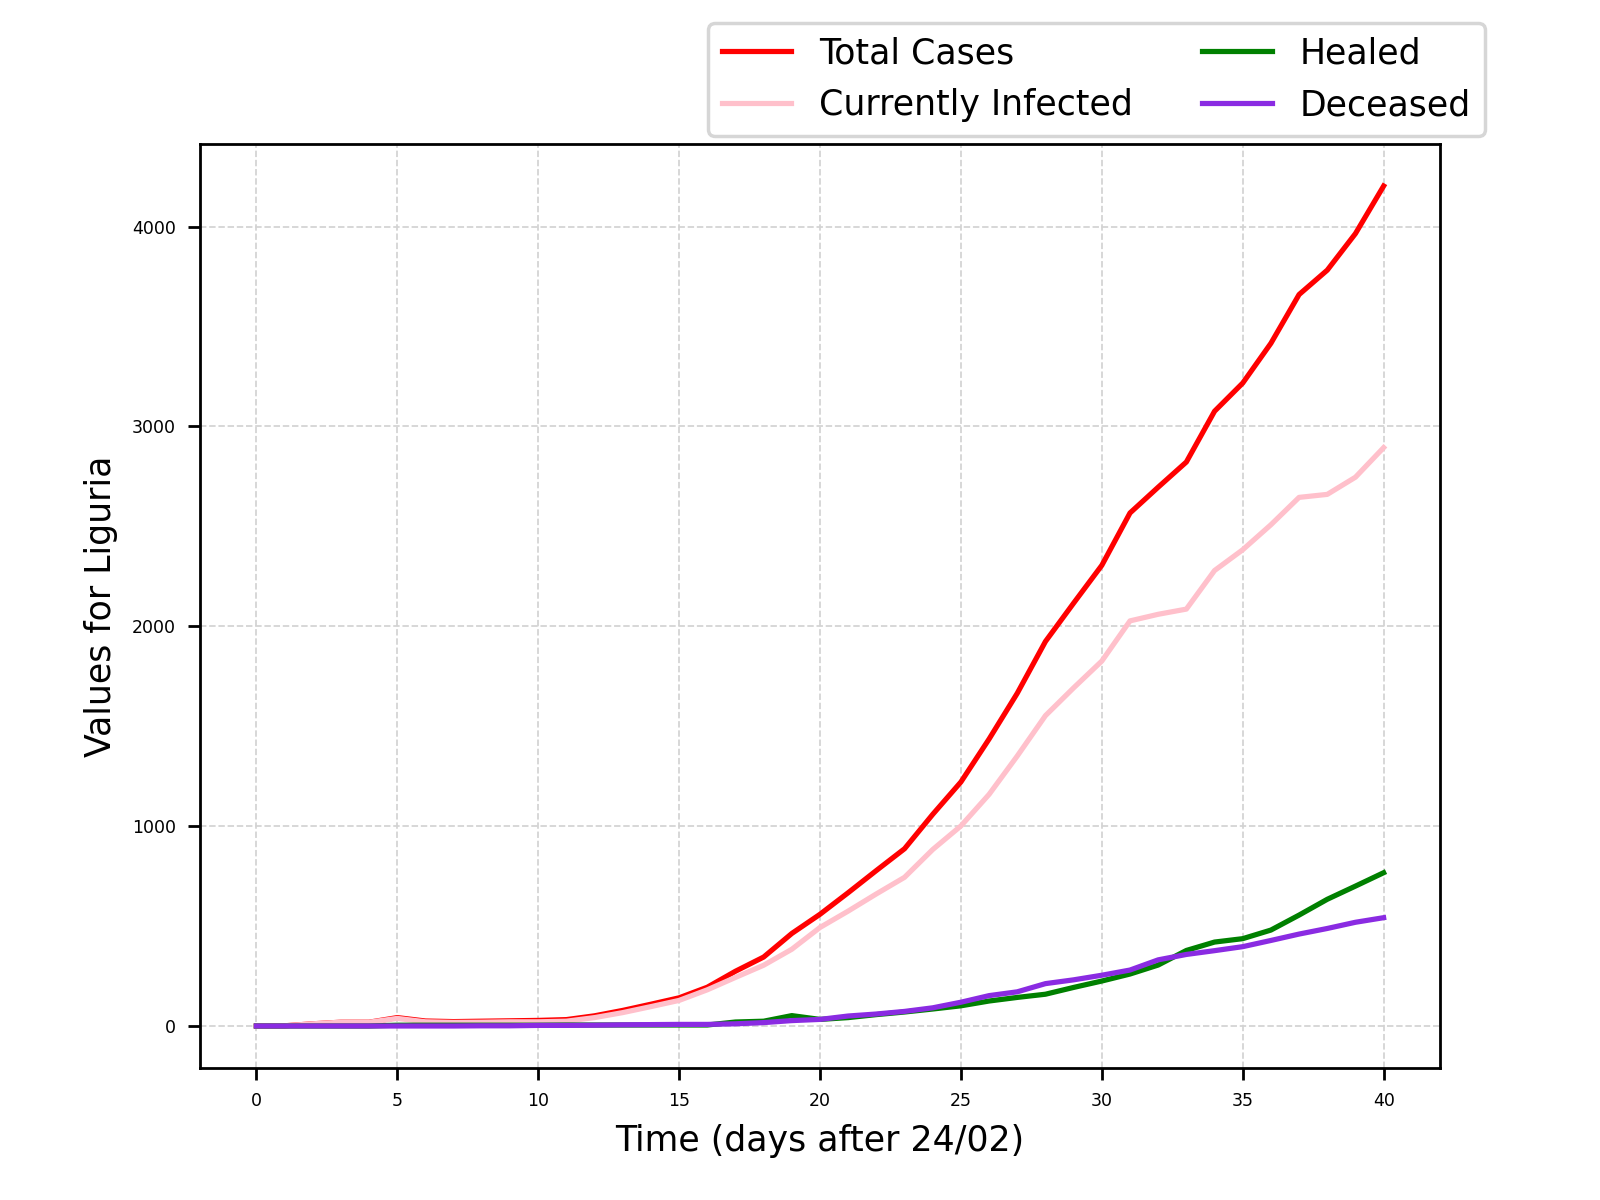 Total Cases
Currently Infected
Healed
Deceased
4000
3000
2000
1000
0
Values for Liguria
0 5 10 15 20 25 30 35 40
Time (days after 24/02)